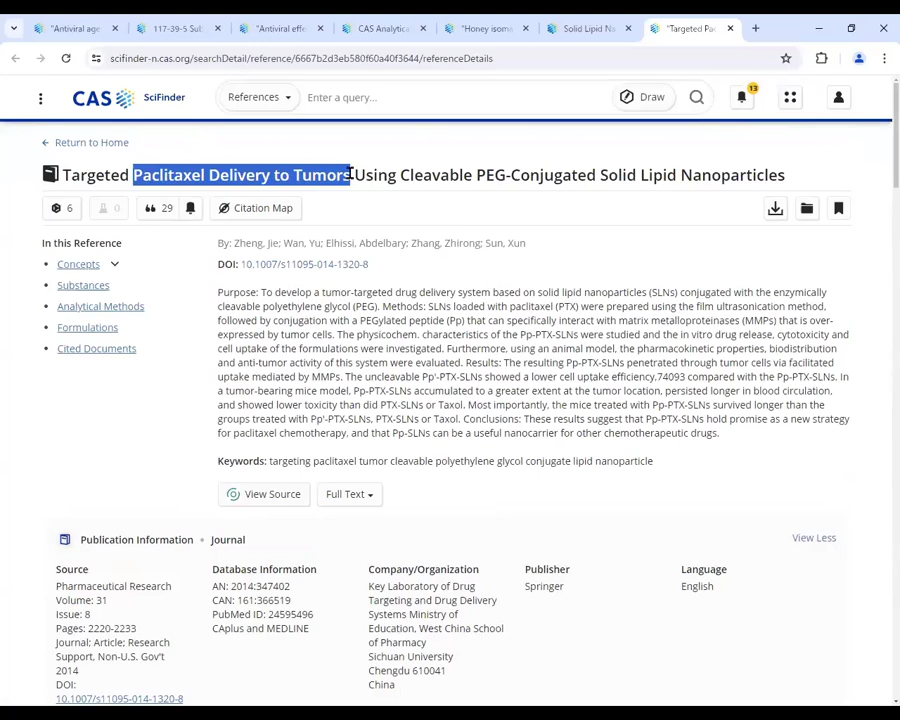 "Antiviral age
117-39-5 Sub
"Antiviral effe
CAS Analytica
"Honey isoma
Solid Lipid Na
"Targeted Pac
scifinder-n.cas.org/searchDetail/reference/6667b2d3eb580f60a40f3644/referenceDetails
CAS SciFinder
References
Enter a query...
Draw
13
Return to Home
Targeted Paclitaxel Delivery to Tumors Using Cleavable PEG-Conjugated Solid Lipid Nanoparticles
6
0
29
Citation Map
In this Reference
Concepts
Substances
Analytical Methods
Formulations
Cited Documents
By: Zheng, Jie; Wan, Yu; Elhissi, Abdelbary; Zhang, Zhirong; Sun, Xun
DOI: 10.1007/s11095-014-1320-8
Purpose: To develop a tumor-targeted drug delivery system based on solid lipid nanoparticles (SLNs) conjugated with the enzymically
cleavable polyethylene glycol (PEG). Methods: SLNs loaded with paclitaxel (PTX) were prepared using the film ultrasonication method,
followed by conjugation with a PEGylated peptide (Pp) that can specifically interact with matrix metalloproteinases (MMPs) that is over-
expressed by tumor cells. The physicochem. characteristics of the Pp-PTX-SLNs were studied and the in vitro drug release, cytotoxicity and
cell uptake of the formulations were investigated. Furthermore, using an animal model, the pharmacokinetic properties, biodistribution
and anti-tumor activity of this system were evaluated. Results: The resulting Pp-PTX-SLNs penetrated through tumor cells via facilitated
uptake mediated by MMPs. The uncleavable Pp'-PTX-SLNs showed a lower cell uptake efficiency,74093 compared with the Pp-PTX-SLNs. In
a tumor-bearing mice model, Pp-PTX-SLNs accumulated to a greater extent at the tumor location, persisted longer in blood circulation,
and showed lower toxicity than did PTX-SLNs or Taxol. Most importantly, the mice treated with Pp-PTX-SLNs survived longer than the
groups treated with Pp'-PTX-SLNs, PTX-SLNs or Taxol. Conclusions: These results suggest that Pp-PTX-SLNs hold promise as a new strategy
for paclitaxel chemotherapy, and that Pp-SLNs can be a useful nanocarrier for other chemotherapeutic drugs.
Keywords: targeting paclitaxel tumor cleavable polyethylene glycol conjugate lipid nanoparticle
View Source
Full Text
Publication Information • Journal
View Less
Source
Pharmaceutical Research
Volume: 31
Issue: 8
Pages: 2220-2233
Journal; Article; Research
Support, Non-U.S. Gov't
2014
DOI:
10.1007/s11095-014-1320-8
Database Information
AN: 2014:347402
CAN: 161:366519
PubMed ID: 24595496
CAplus and MEDLINE
Company/Organization
Key Laboratory of Drug
Targeting and Drug Delivery
Systems Ministry of
Education, West China School
of Pharmacy
Sichuan University
Chengdu 610041
China
Publisher
Springer
Language
English